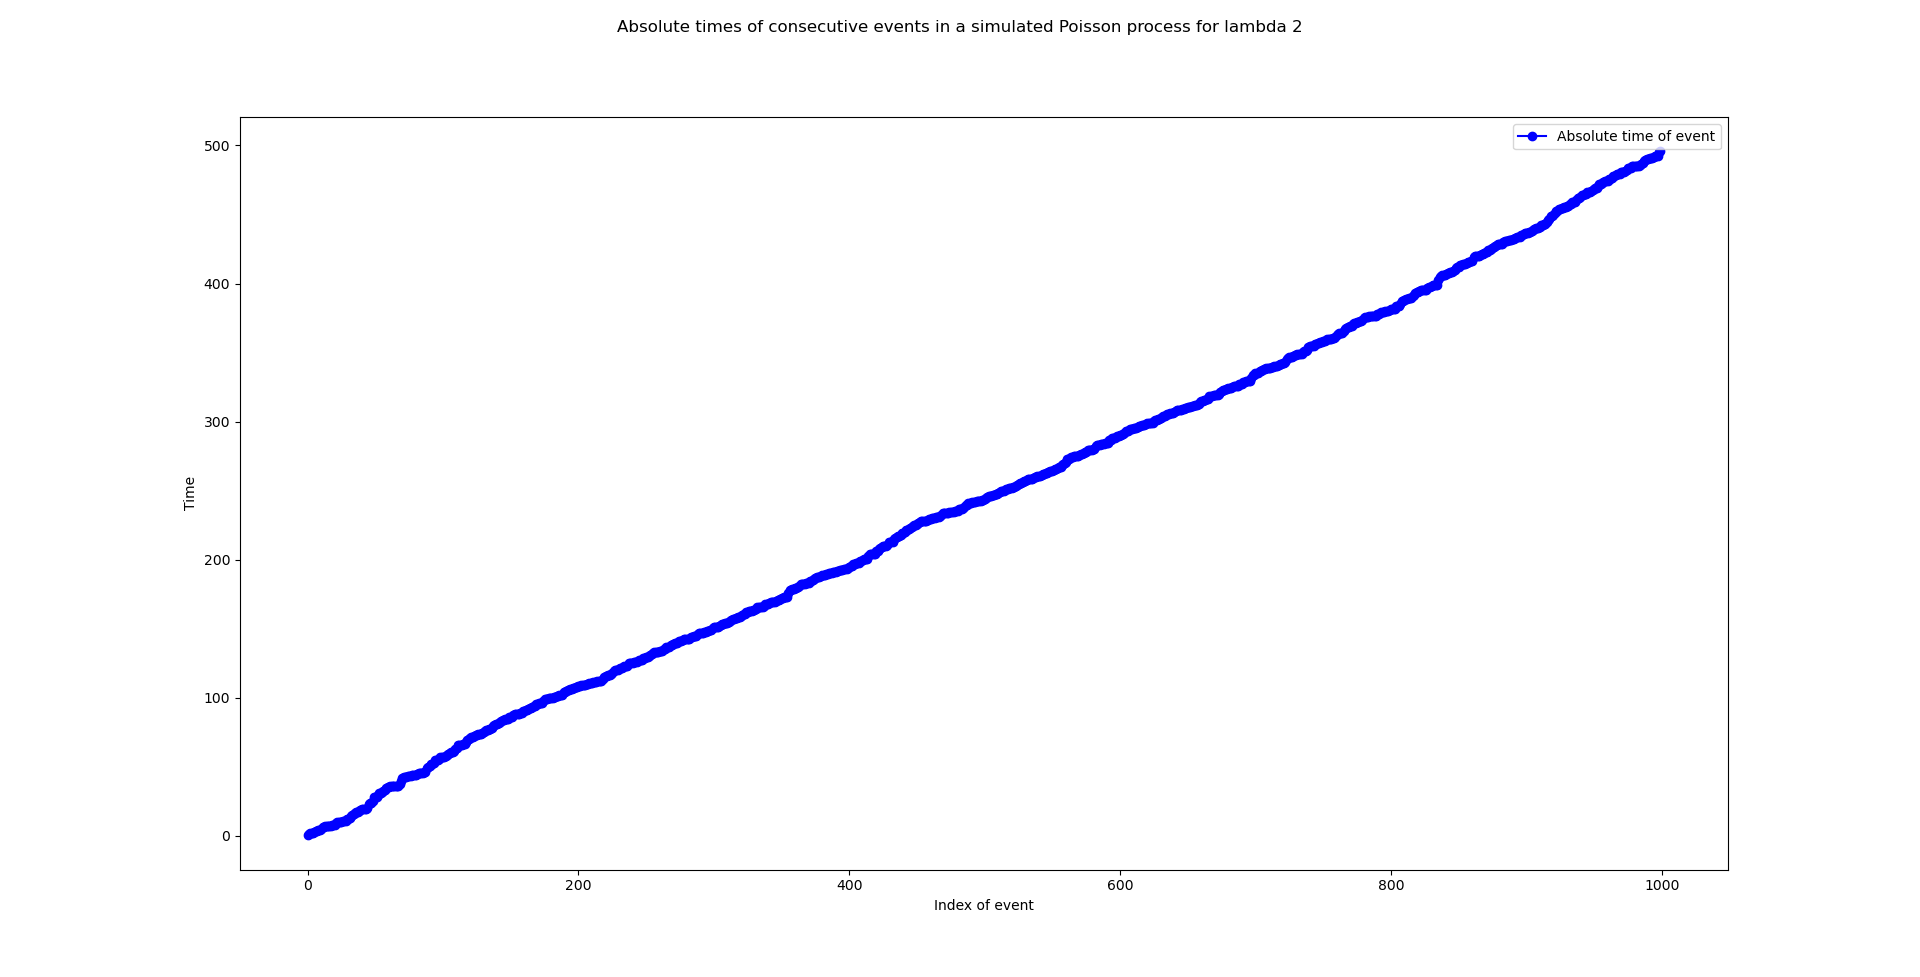 Absolute times of consecutive events in a simulated Poisson process for lambda 2
Absolute time of event
500
400
300
200
100
0
Time
0 200 400 600 800 1000
Index of event